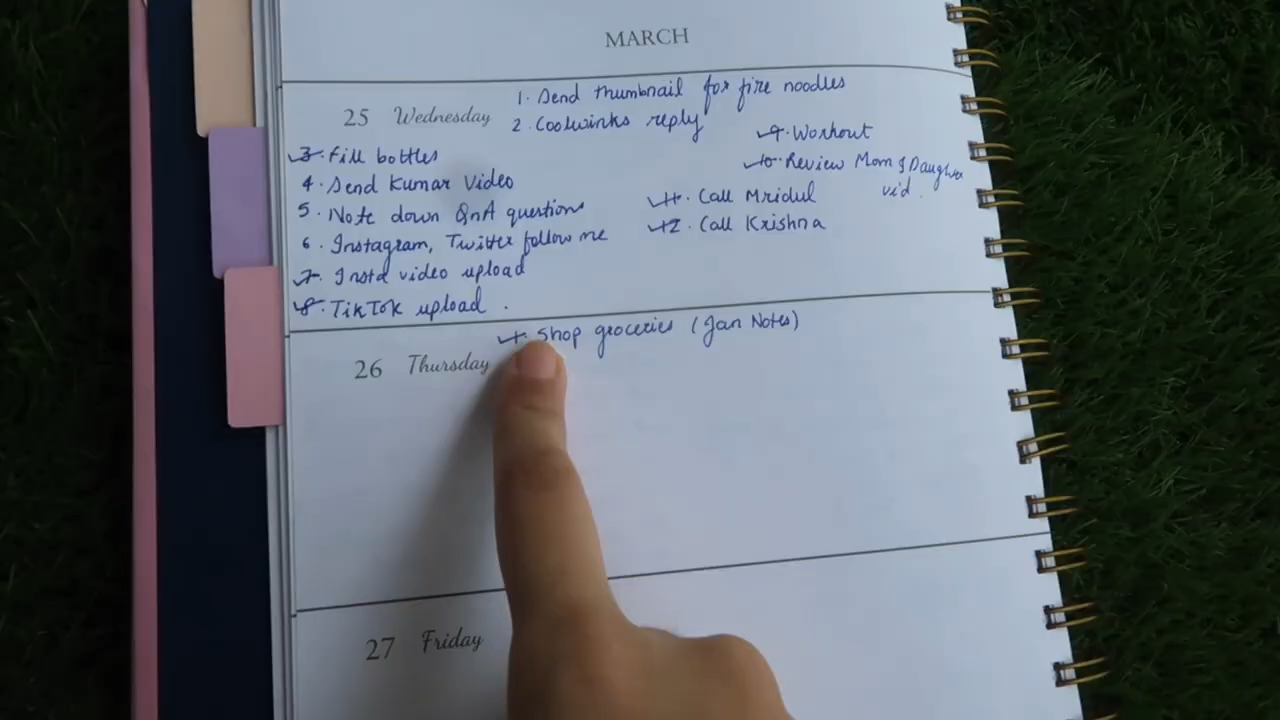 MARCH
25 Wednesday
1. Send thumbnail for fire noodles
2. Coolwinks reply
3. Fill bottles
4. Send Kumar Video
5. Note down QnA questions
6. Instagram, Twitter follow me
7. Insta video upload
8. TikTok upload.
9. Workout
10. Review Mom & Daughter
vid.
11. Call Mridul
12. Call Krishna
26 Thursday
1. Shop groceries (Jan Notes)
27 Friday